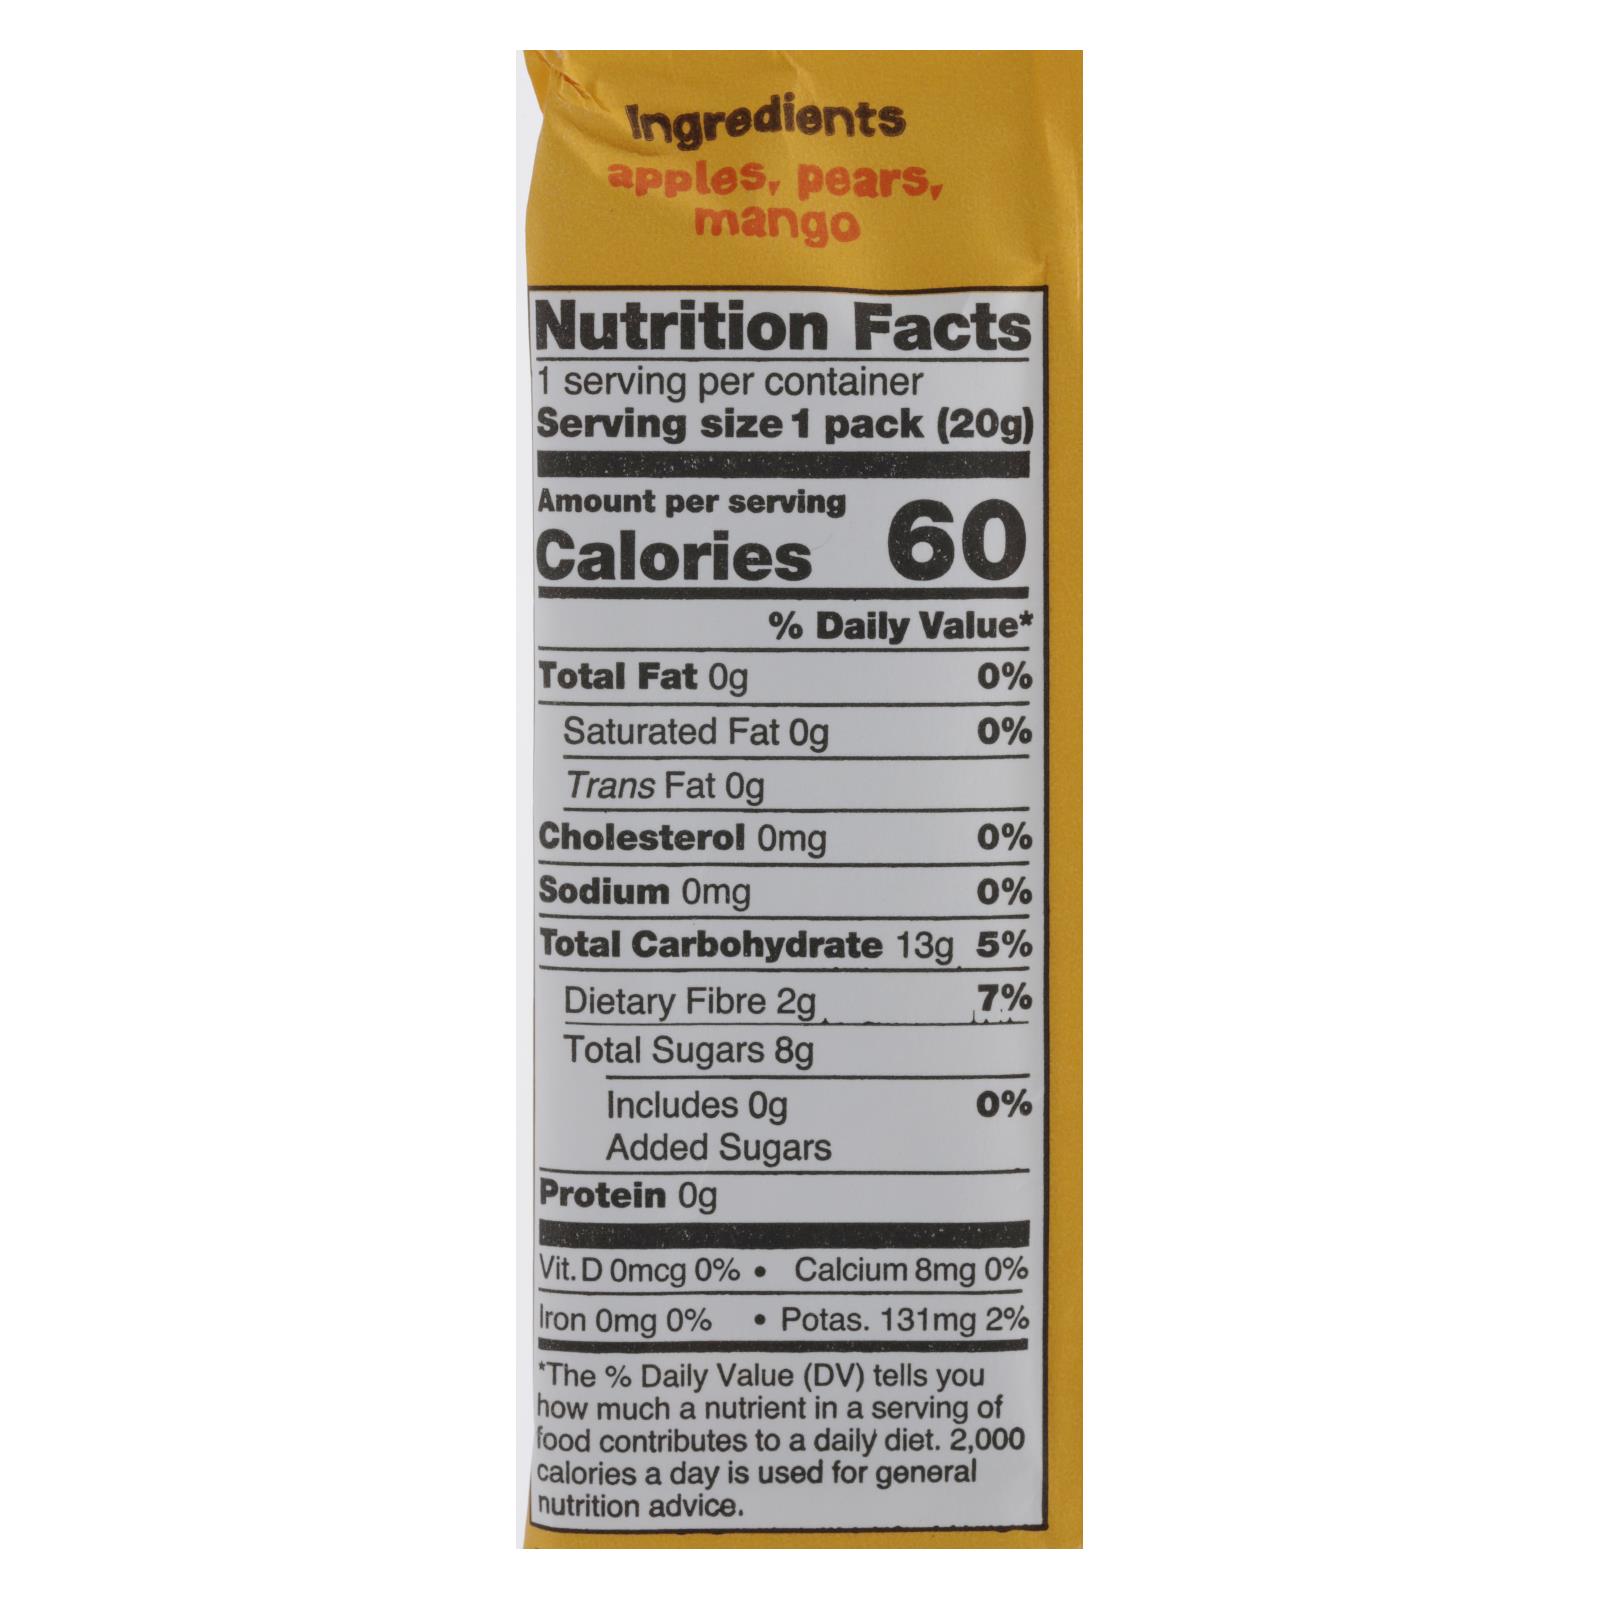 Ingredients
apples, pears,
mango
Nutrition Facts
1 serving per container
Serving size 1 pack (20g)
Amount per serving
Calories 60
% Daily Value*
Total Fat 0g 0%
Saturated Fat 0g 0%
Trans Fat 0g
Cholesterol 0mg 0%
Sodium 0mg 0%
Total Carbohydrate 13g 5%
Dietary Fibre 2g 7%
Total Sugars 8g
Includes 0g 0%
Added Sugars
Protein 0g
Vit. D 0mcg 0% • Calcium 8mg 0%
Iron 0mg 0% • Potas. 131mg 2%
*The % Daily Value (DV) tells you
how much a nutrient in a serving of
food contributes to a daily diet. 2,000
calories a day is used for general
nutrition advice.